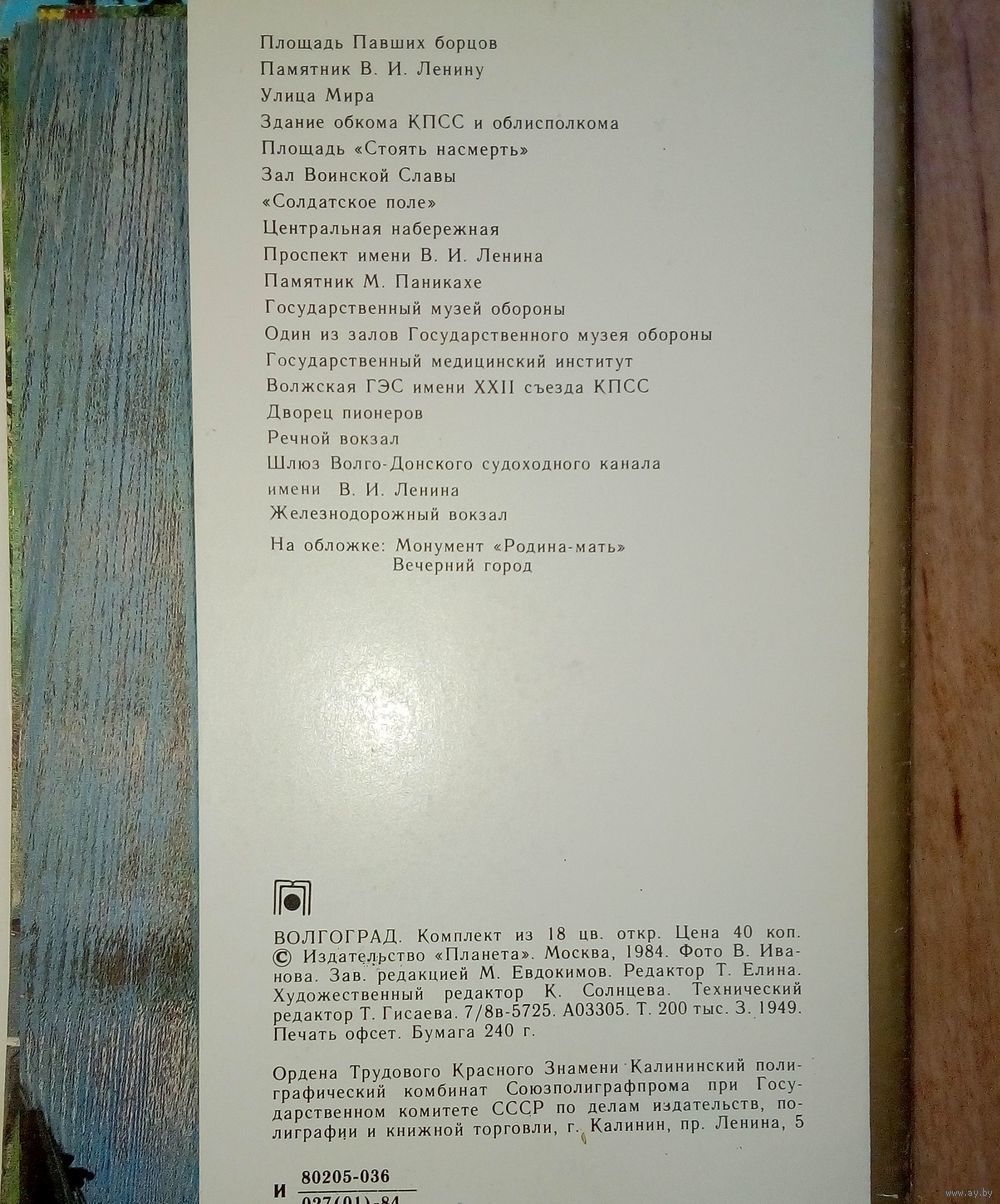 Площадь Павших борцов
Памятник В. И. Ленину
Улица Мира
Здание обкома КПСС и облисполкома
Площадь «Стоять насмерть»
Зал Воинской Славы
«Солдатское поле»
Центральная набережная
Проспект имени В. И. Ленина
Памятник М. Паникахе
Государственный музей обороны
Один из залов Государственного музея обороны
Государственный медицинский институт
Волжская ГЭС имени XXII съезда КПСС
Дворец пионеров
Речной вокзал
Шлюз Волго-Донского судоходного канала
имени В. И. Ленина
Железнодорожный вокзал
На обложке: Монумент «Родина-мать»
Вечерний город
ВОЛГОГРАД. Комплект из 18 цв. откр. Цена 40 коп.
© Издательство «Планета». Москва, 1984. Фото В. Ива-
нова. Зав. редакцией М. Евдокимов. Редактор Т. Елина.
Художественный редактор К. Солнцева. Технический
редактор Т. Гисаева. 7/8в-5725. А03305. Т. 200 тыс. З. 1949.
Печать офсет. Бумага 240 г.
Ордена Трудового Красного Знамени Калининский поли-
графический комбинат Союзполиграфпрома при Госу-
дарственном комитете СССР по делам издательств, по-
лиграфии и книжной торговли, г. Калинин, пр. Ленина, 5
И 80205-036
027(01)-84
www.ay.by